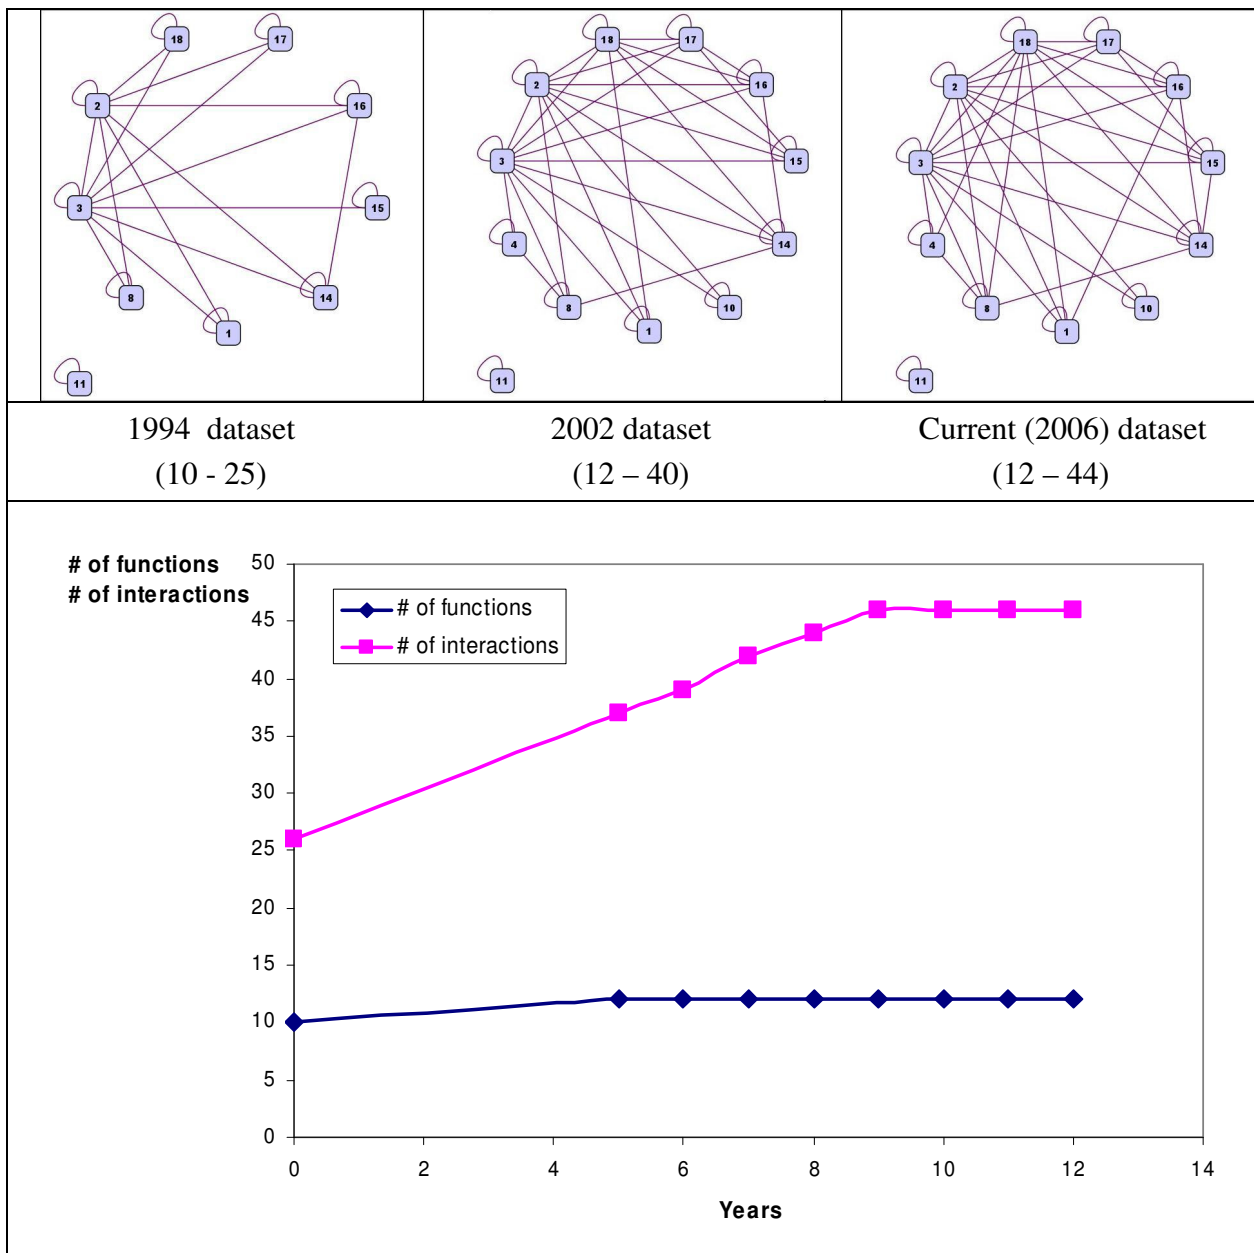 18 17
2 16
3 15
8 14
1
11
18 17
2 16
3 15
4 14
8 10
1
11
18 17
2 16
3 15
4 14
8 10
1
11
1994 dataset
(10 - 25)
2002 dataset
(12 – 40)
Current (2006) dataset
(12 – 44)
# of functions
# of interactions
50
45
40
35
30
25
20
15
10
5
0
# of functions
# of interactions
0 2 4 6 8 10 12 14
Years